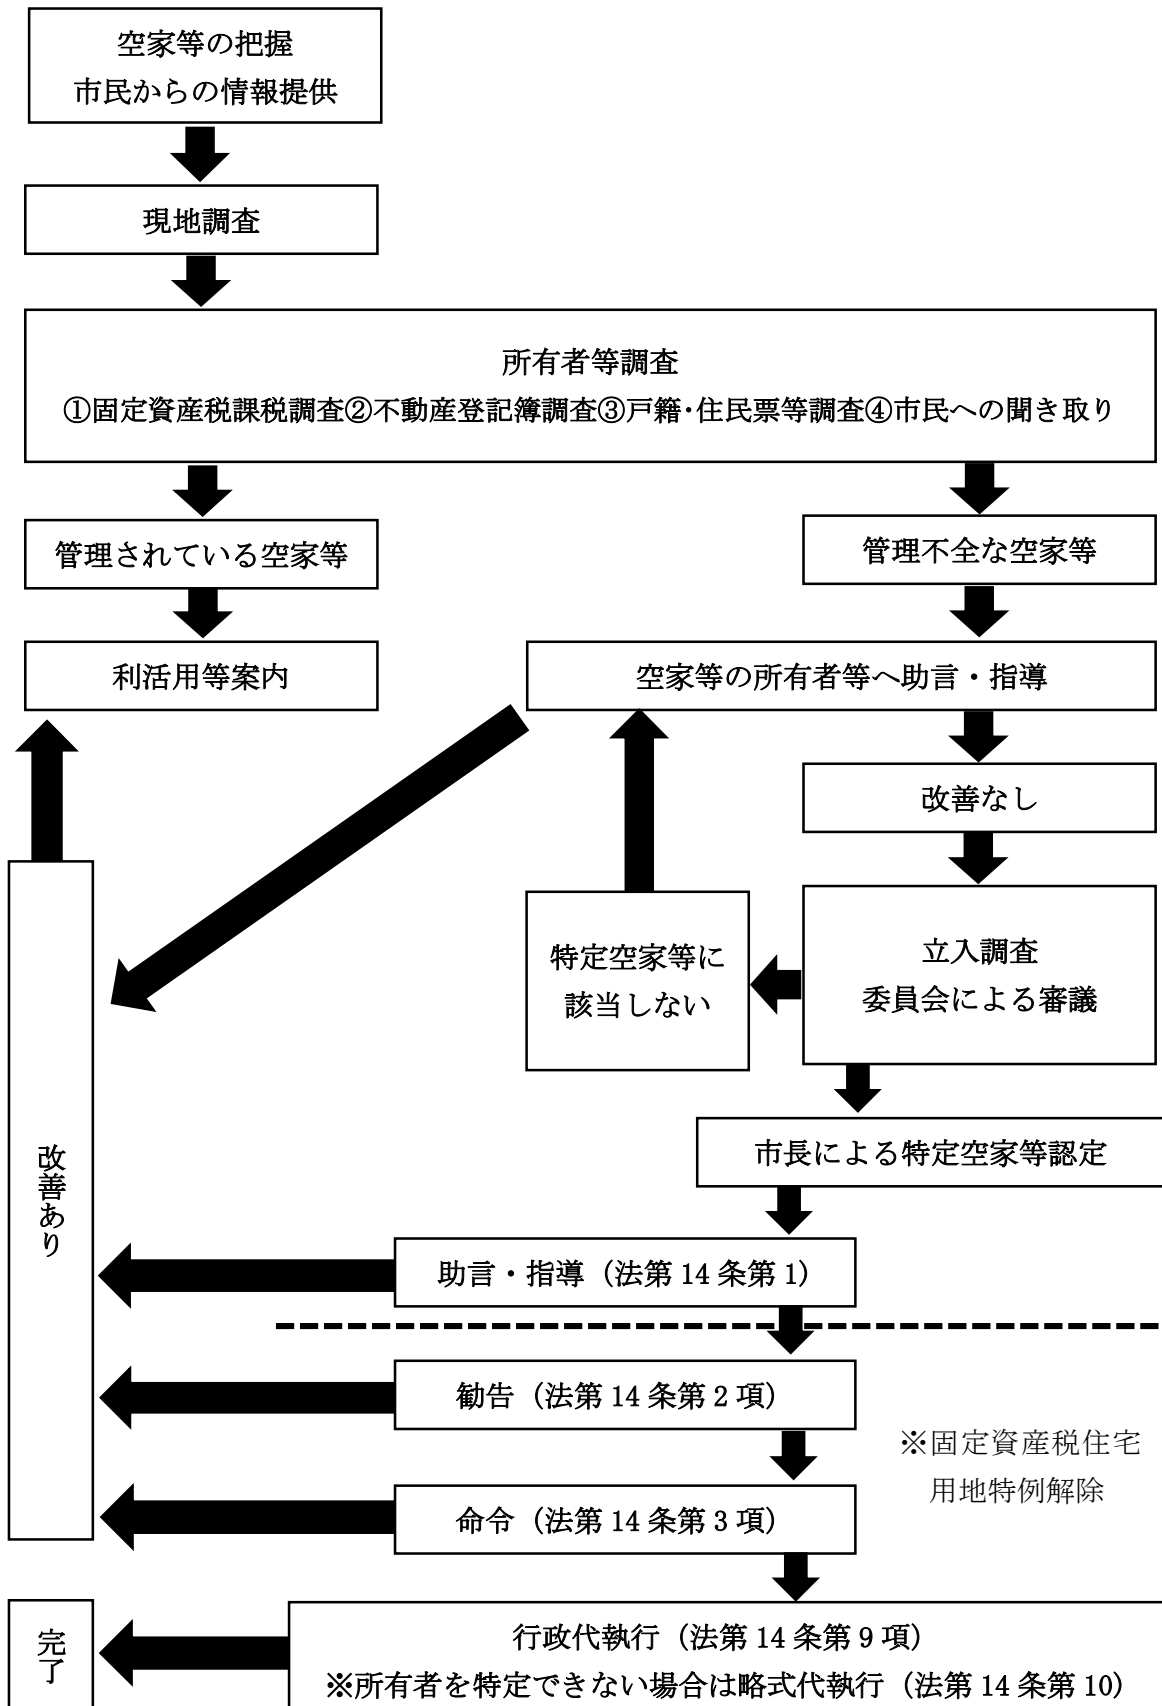 空家等の把握
市民からの情報提供
現地調査
所有者等調査
①固定資産税課税調査②不動産登記簿調査③戸籍・住民票等調査④市民への聞き取り
管理されている空家等
管理不全な空家等
利活用等案内
空家等の所有者等へ助言・指導
改善なし
特定空家等に
該当しない
立入調査
委員会による審議
市長による特定空家等認定
改善あり
助言・指導（法第 14 条第 1）
勧告（法第 14 条第 2 項）
※固定資産税住宅
用地特例解除
命令（法第 14 条第 3 項）
完了
行政代執行（法第 14 条第 9 項）
※所有者を特定できない場合は略式代執行（法第 14 条第 10）